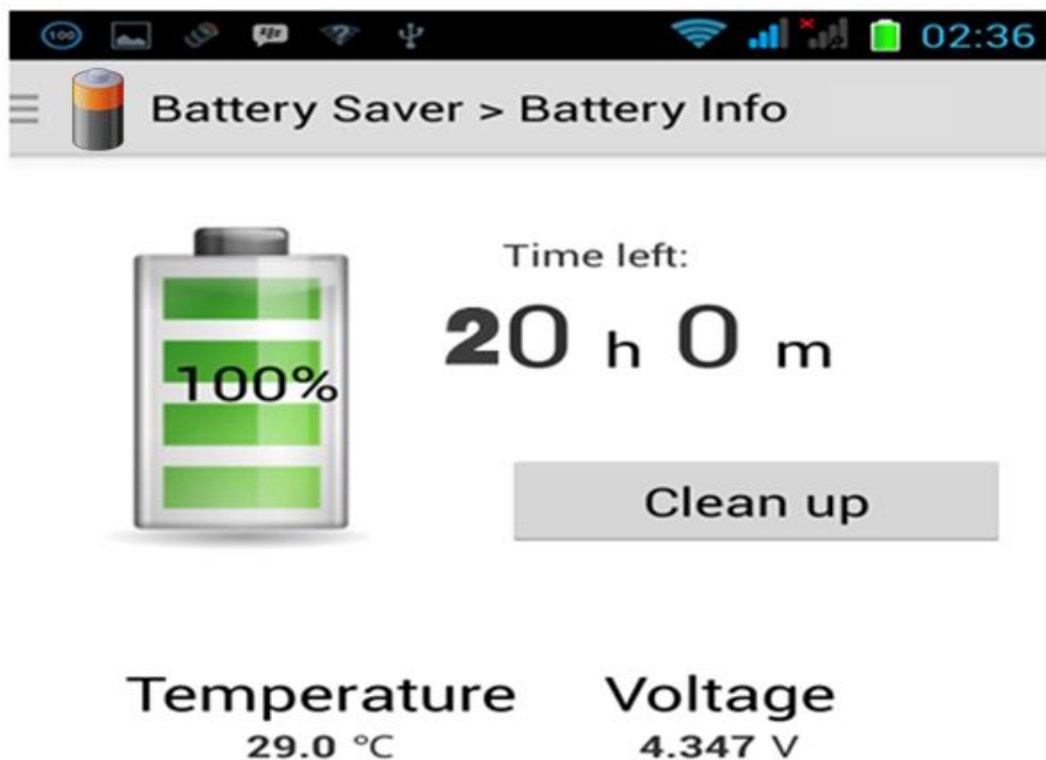 100 02:36
Battery Saver > Battery Info
Time left:
20 h 0 m
100%
Clean up
Temperature Voltage
29.0 °C 4.347 V